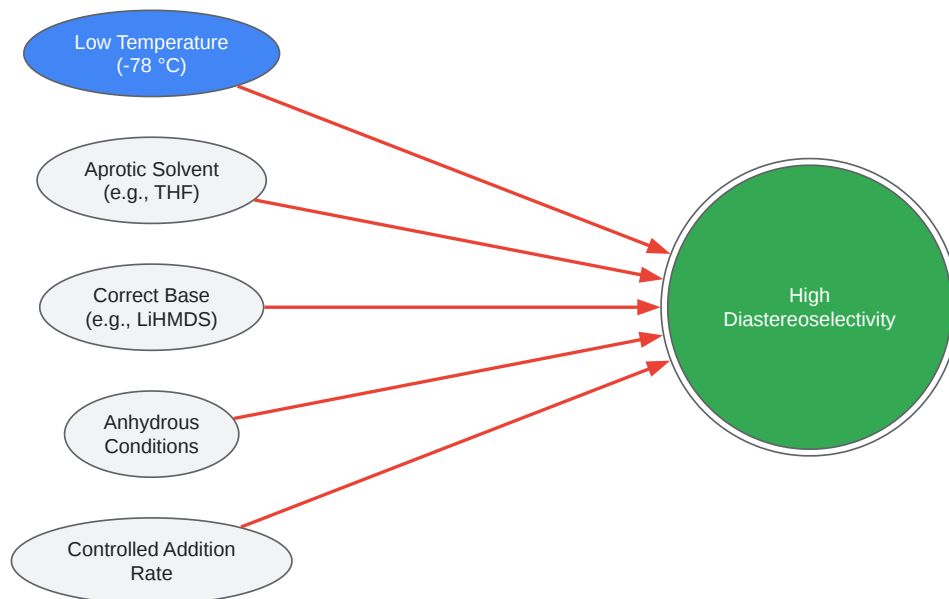 Low Temperature
(-78 °C)
Aprotic Solvent
(e.g., THF)
Correct Base
(e.g., LiHMDS)
Anhydrous
Conditions
Controlled Addition
Rate
High
Diastereoselectivity